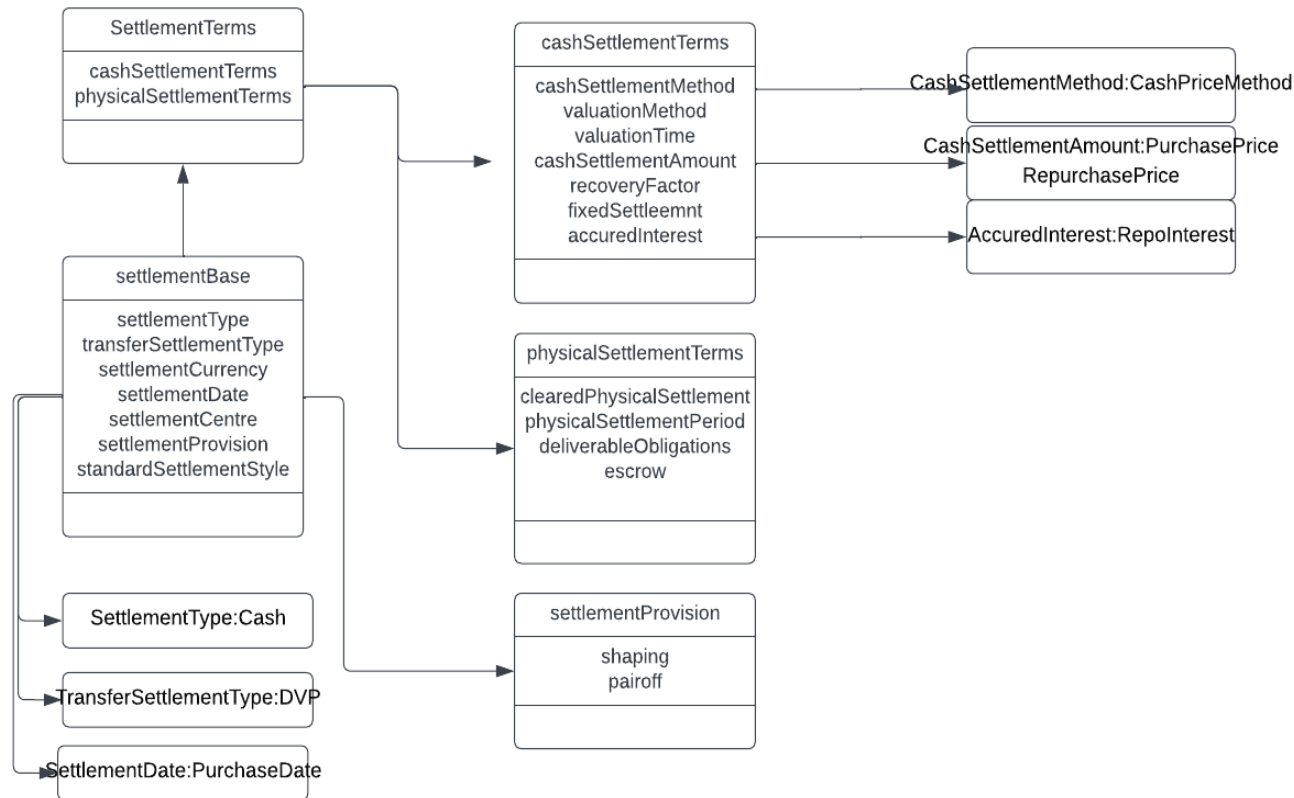 SettlementTerms
cashSettlementTerms
physicalSettlementTerms
settlementBase
settlementType
transferSettlementType
settlementCurrency
settlementDate
settlementCentre
settlementProvision
standardSettlementStyle
SettlementType:Cash
TransferSettlementType:DVP
SettlementDate:PurchaseDate
cashSettlementTerms
cashSettlementMethod
valuationMethod
valuationTime
cashSettlementAmount
recoveryFactor
fixedSettleemnt
accuredInterest
physicalSettlementTerms
clearedPhysicalSettlement
physicalSettlementPeriod
deliverableObligations
escrow
settlementProvision
shaping
pairoff
CashSettlementMethod:CashPriceMethod
CashSettlementAmount:PurchasePrice
RepurchasePrice
AccuredInterest:RepoInterest